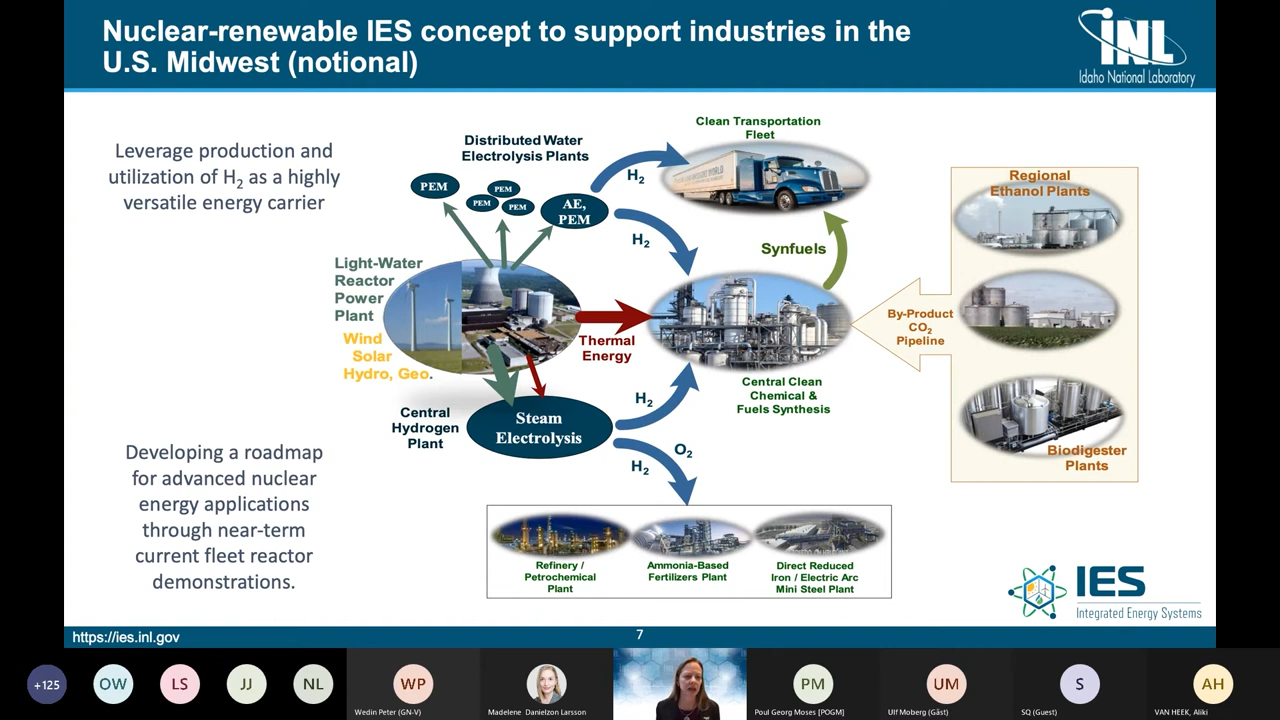 Nuclear-renewable IES concept to support industries in the
U.S. Midwest (notional)
INL
Idaho National Laboratory
Leverage production and
utilization of H₂ as a highly
versatile energy carrier
Developing a roadmap
for advanced nuclear
energy applications
through near-term
current fleet reactor
demonstrations.
Distributed Water
Electrolysis Plants
PEM
PEM
PEM
PEM
AE,
PEM
H₂
H₂
Clean Transportation
Fleet
Synfuels
Light-Water
Reactor
Power
Plant
Wind
Solar
Hydro, Geo.
Thermal
Energy
Central Clean
Chemical &
Fuels Synthesis
By-Product
CO₂
Pipeline
Regional
Ethanol Plants
Biodigester
Plants
Central
Hydrogen
Plant
Steam
Electrolysis
H₂
O₂
H₂
Refinery /
Petrochemical
Plant
Ammonia-Based
Fertilizers Plant
Direct Reduced
Iron / Electric Arc
Mini Steel Plant
IES
Integrated Energy Systems
https://ies.inl.gov
7
+125
OW
LS
JJ
NL
WP
Wedin Peter (GN-V)
Madelene Danielzon Larsson
PM
Poul Georg Moses [POGM]
UM
Ulf Moberg (Gäst)
S
SQ (Guest)
AH
VAN HEEK, Aliki